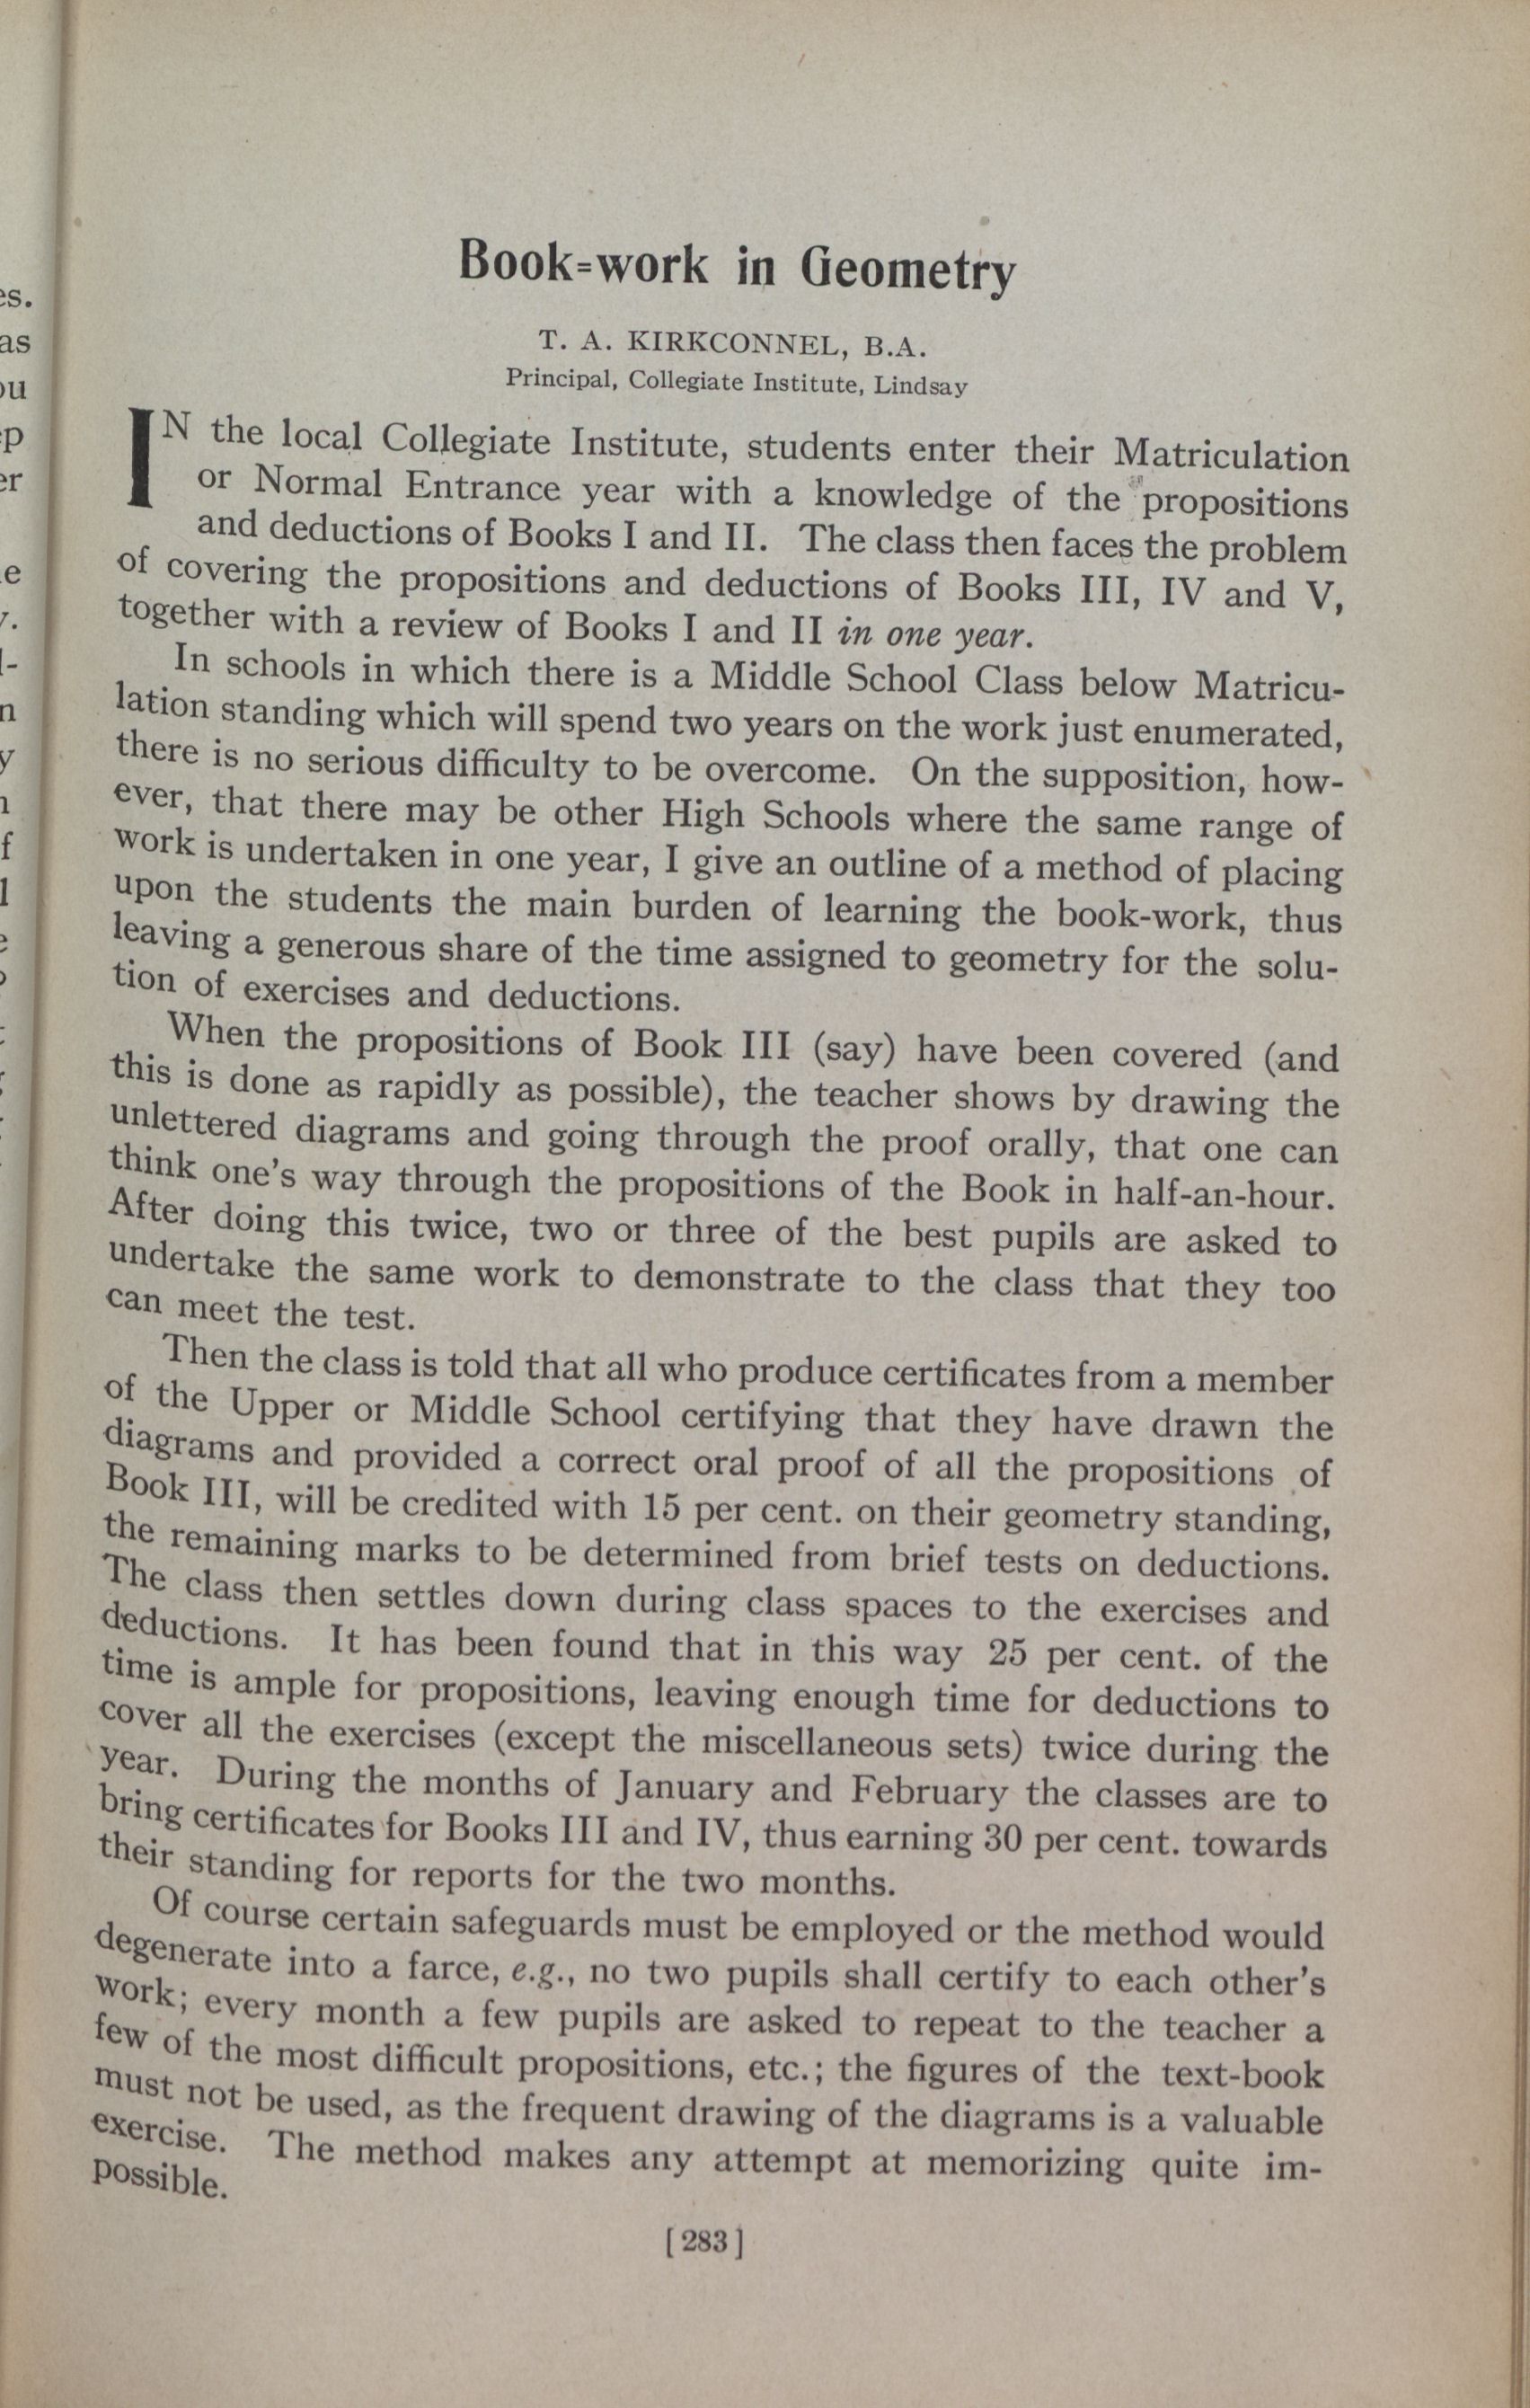 Book=work in Geometry
T. A. KIRKCONNEL, B.A.
Principal, Collegiate Institute, Lindsay
IN the local Collegiate Institute, students enter their Matriculation
or Normal Entrance year with a knowledge of the propositions
and deductions of Books I and II. The class then faces the problem
of covering the propositions and deductions of Books III, IV and V,
together with a review of Books I and II in one year.
In schools in which there is a Middle School Class below Matricu-
lation standing which will spend two years on the work just enumerated,
there is no serious difficulty to be overcome. On the supposition, how-
ever, that there may be other High Schools where the same range of
work is undertaken in one year, I give an outline of a method of placing
upon the students the main burden of learning the book-work, thus
leaving a generous share of the time assigned to geometry for the solu-
tion of exercises and deductions.
When the propositions of Book III (say) have been covered (and
this is done as rapidly as possible), the teacher shows by drawing the
unlettered diagrams and going through the proof orally, that one can
think one's way through the propositions of the Book in half-an-hour.
After doing this twice, two or three of the best pupils are asked to
undertake the same work to demonstrate to the class that they too
can meet the test.
Then the class is told that all who produce certificates from a member
of the Upper or Middle School certifying that they have drawn the
diagrams and provided a correct oral proof of all the propositions of
Book III, will be credited with 15 per cent. on their geometry standing,
the remaining marks to be determined from brief tests on deductions.
The class then settles down during class spaces to the exercises and
deductions. It has been found that in this way 25 per cent. of the
time is ample for propositions, leaving enough time for deductions to
cover all the exercises (except the miscellaneous sets) twice during the
year. During the months of January and February the classes are to
bring certificates for Books III and IV, thus earning 30 per cent. towards
their standing for reports for the two months.
Of course certain safeguards must be employed or the method would
degenerate into a farce, e.g., no two pupils shall certify to each other's
work; every month a few pupils are asked to repeat to the teacher a
few of the most difficult propositions, etc.; the figures of the text-book
must not be used, as the frequent drawing of the diagrams is a valuable
exercise. The method makes any attempt at memorizing quite im-
possible.
[283]